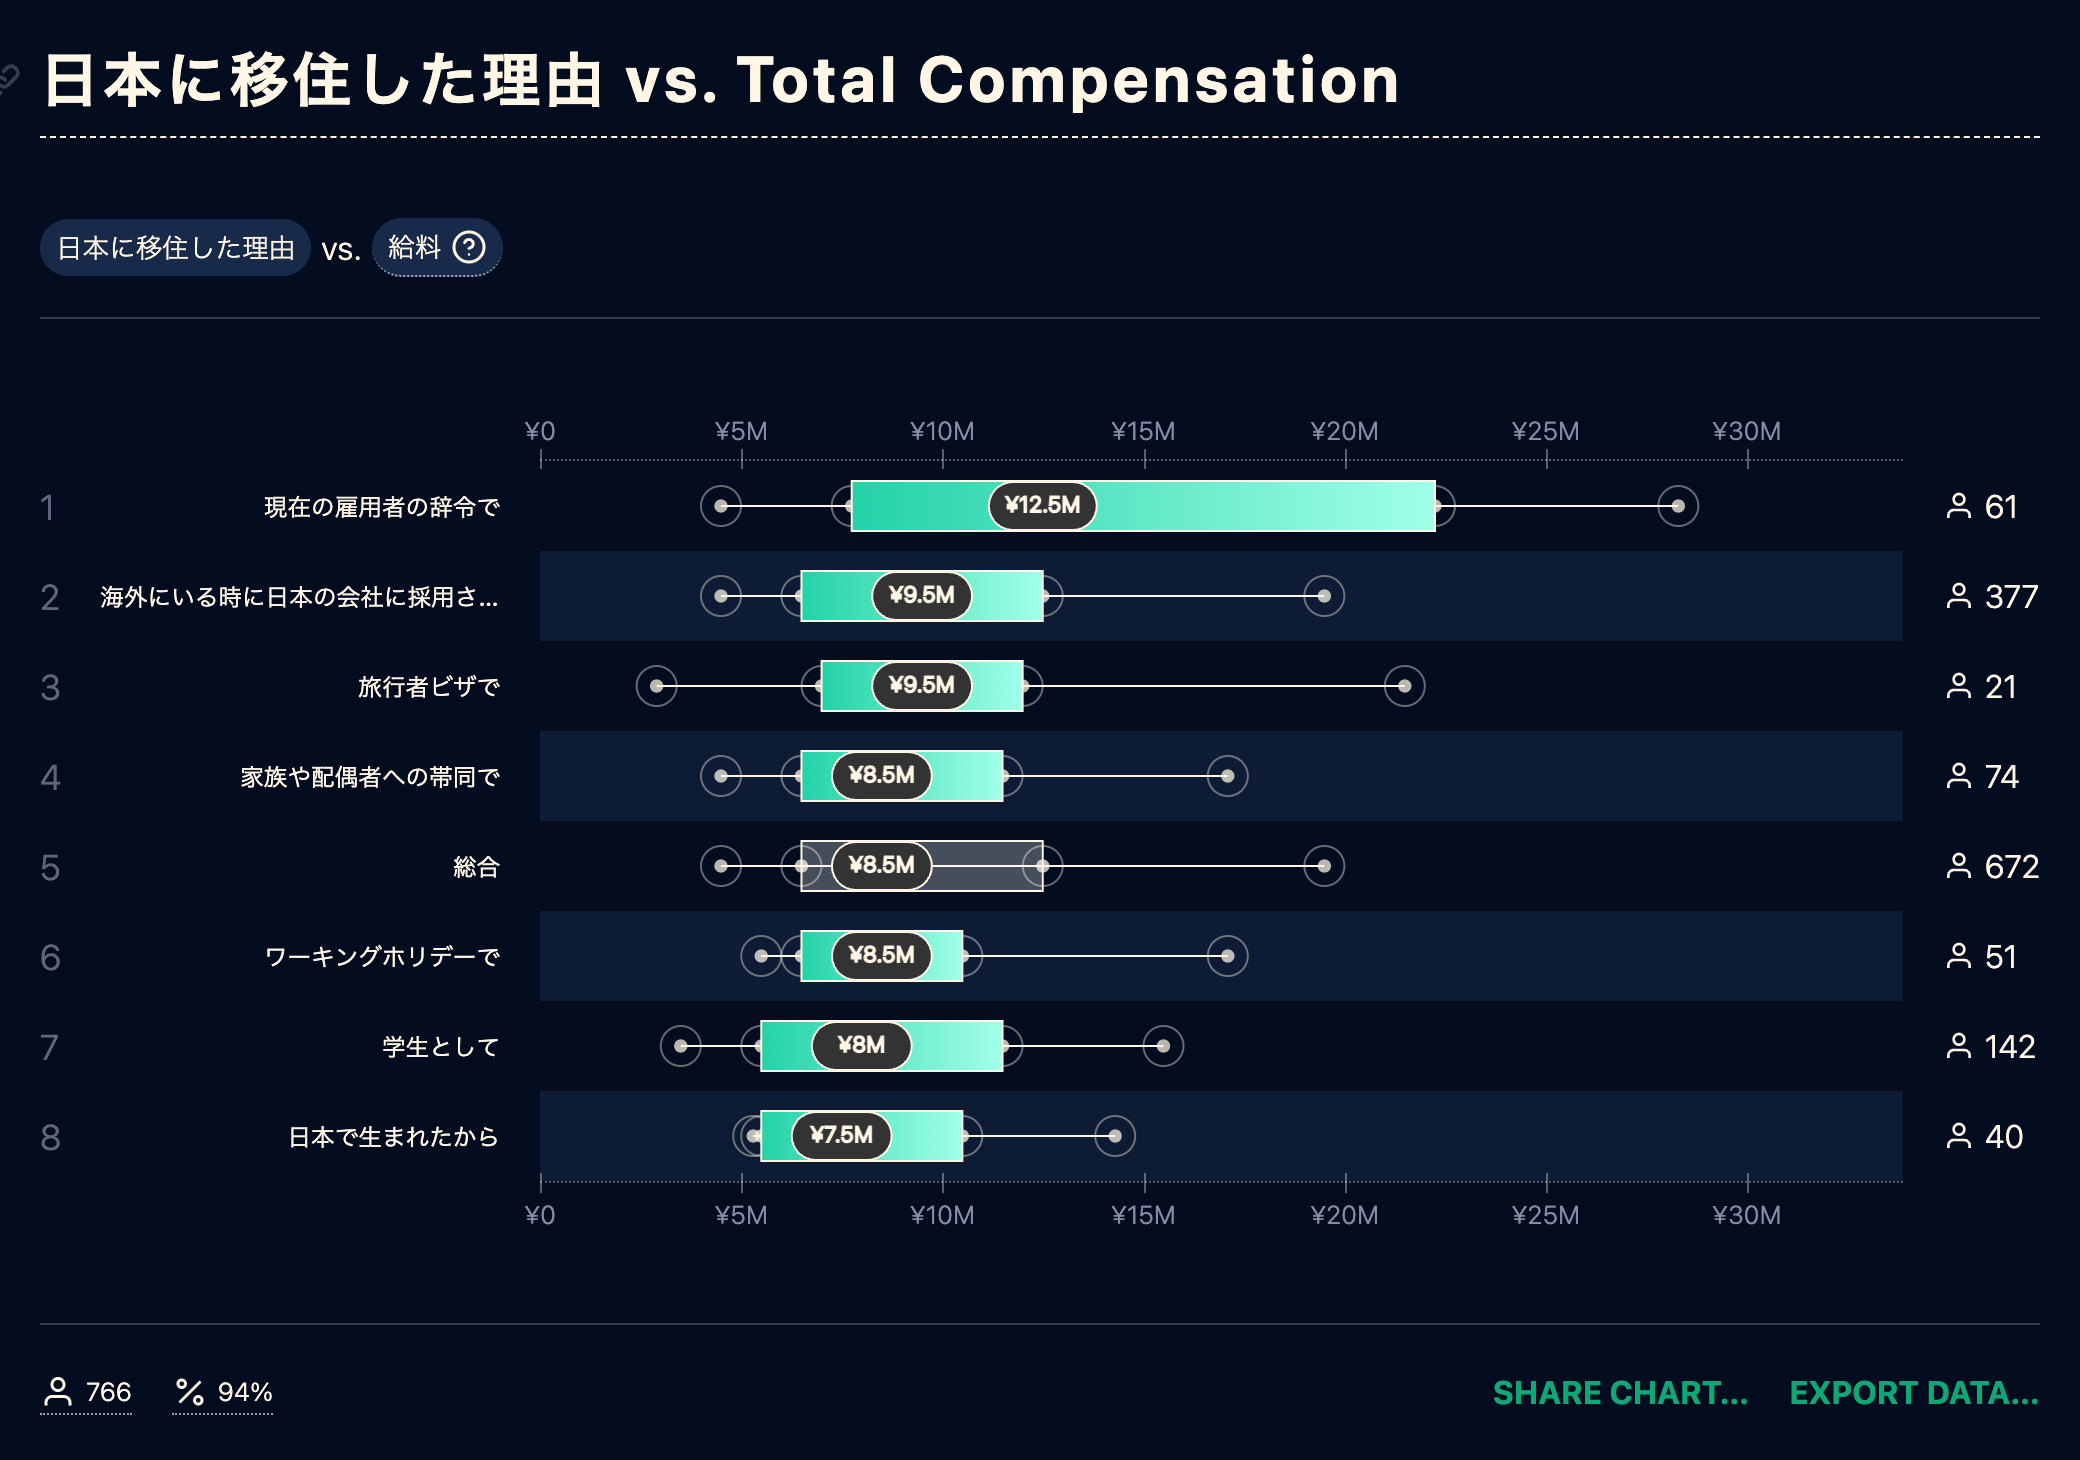 日本に移住した理由 vs. Total Compensation
日本に移住した理由 vs. 給料 ?
¥0 ¥5M ¥10M ¥15M ¥20M ¥25M ¥30M
1 現在の雇用者の辞令で ¥12.5M 61
2 海外にいる時に日本の会社に採用さ... ¥9.5M 377
3 旅行者ビザで ¥9.5M 21
4 家族や配偶者への帯同で ¥8.5M 74
5 総合 ¥8.5M 672
6 ワーキングホリデーで ¥8.5M 51
7 学生として ¥8M 142
8 日本で生まれたから ¥7.5M 40
¥0 ¥5M ¥10M ¥15M ¥20M ¥25M ¥30M
766 % 94% SHARE CHART... EXPORT DATA...